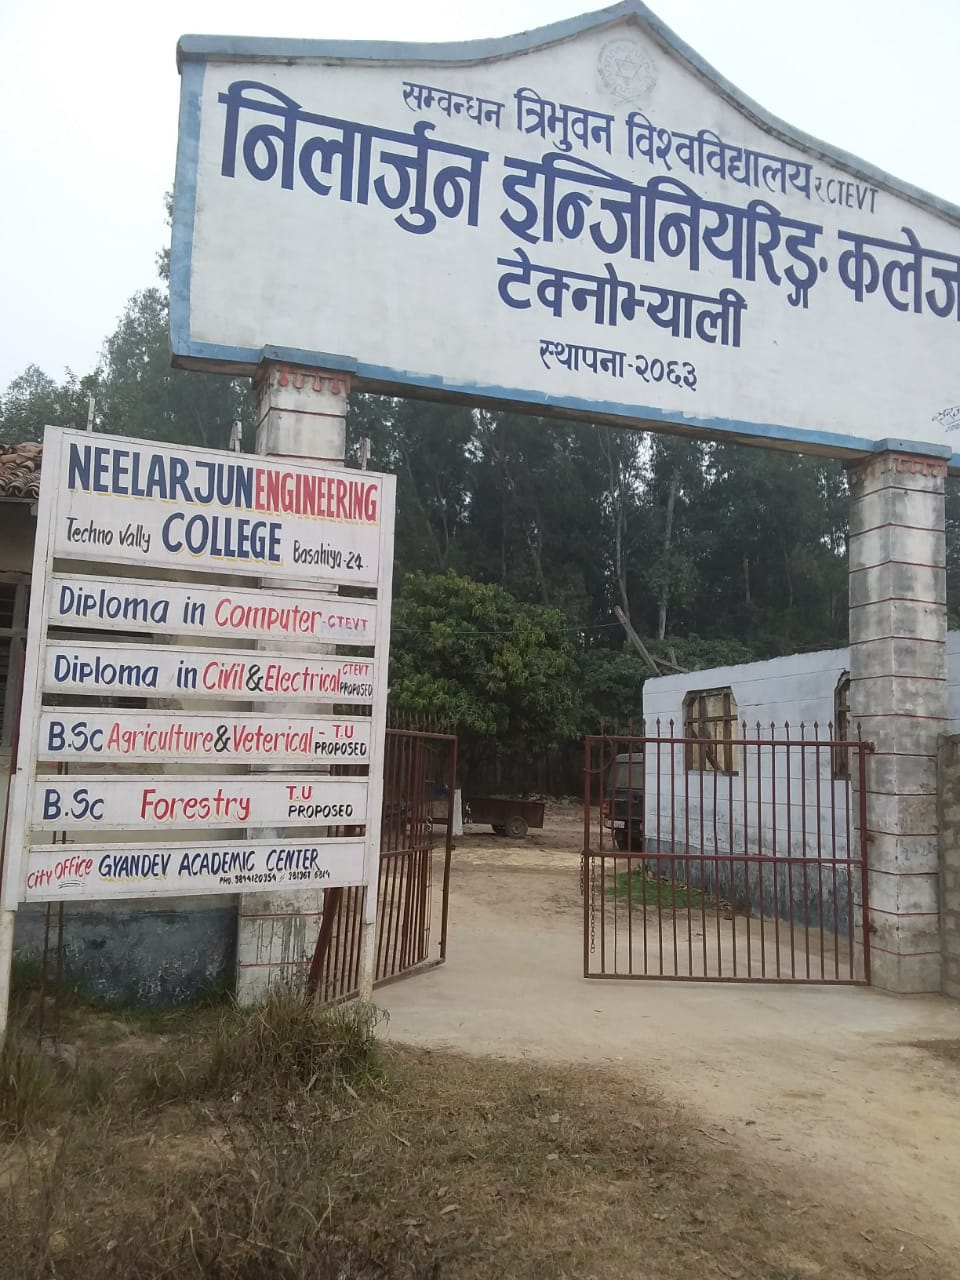 सम्वन्धन त्रिभुवन विश्वविद्यालय र CTEVT
निलार्जुन इन्जिनियरिङ्ग कलेज
टेक्नोभ्याली
स्थापना-२०६३
NEELARJUN ENGINEERING
Techno Vally COLLEGE Basahiya-24
Diploma in Computer-CTEVT
Diploma in Civil & Electrical CTEVT PROPOSED
B.Sc Agriculture & Veterical - T.U PROPOSED
B.Sc Forestry T.U PROPOSED
City OFFICE GYANDEV ACADEMIC CENTER